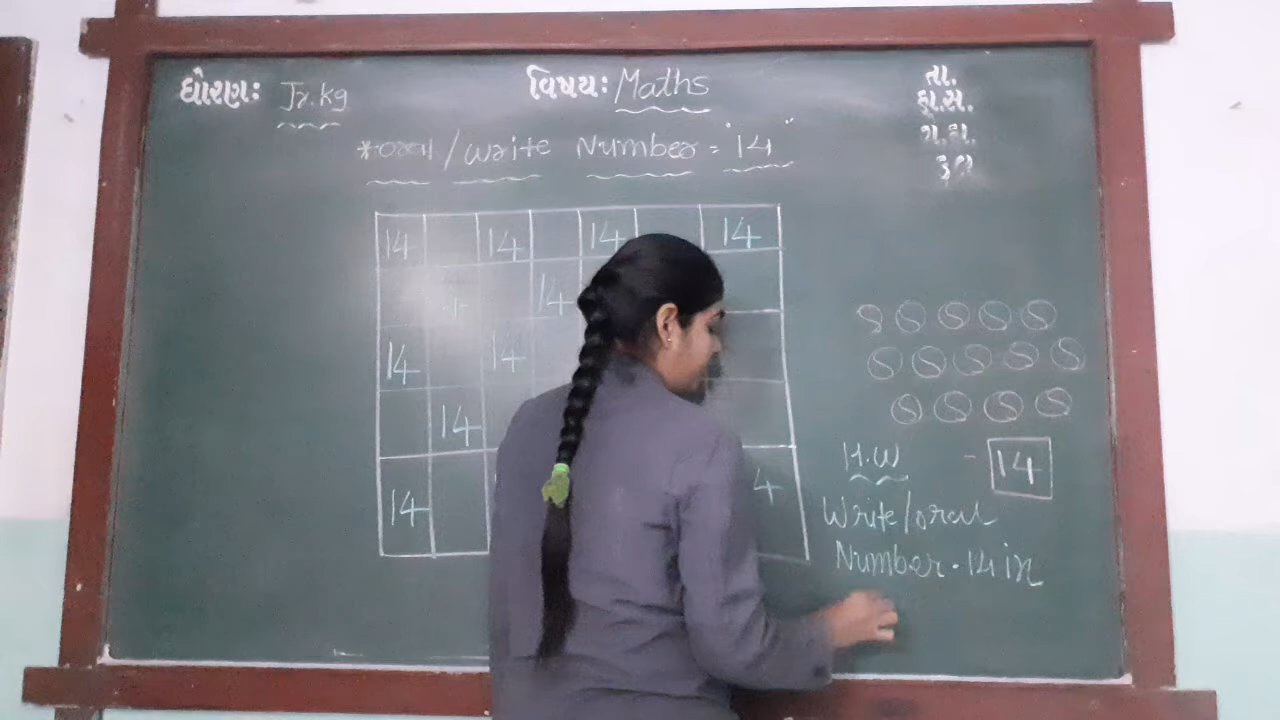 ધોરણઃ Jr.kg વિષયઃ Maths તા.
હા.સ.
ગ.હા.
કુલ
*oral / write Number = "14"
14 14 14 14
14
14 14
14
14
H.W - 14
Write/oral
Number. 14 in